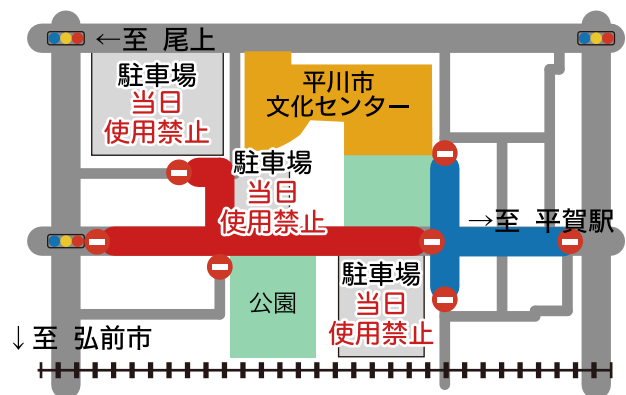 ←至 尾上
駐車場
当日
使用禁止
平川市
文化センター
駐車場
当日
使用禁止
→至 平賀駅
公園
駐車場
当日
使用禁止
↓至 弘前市